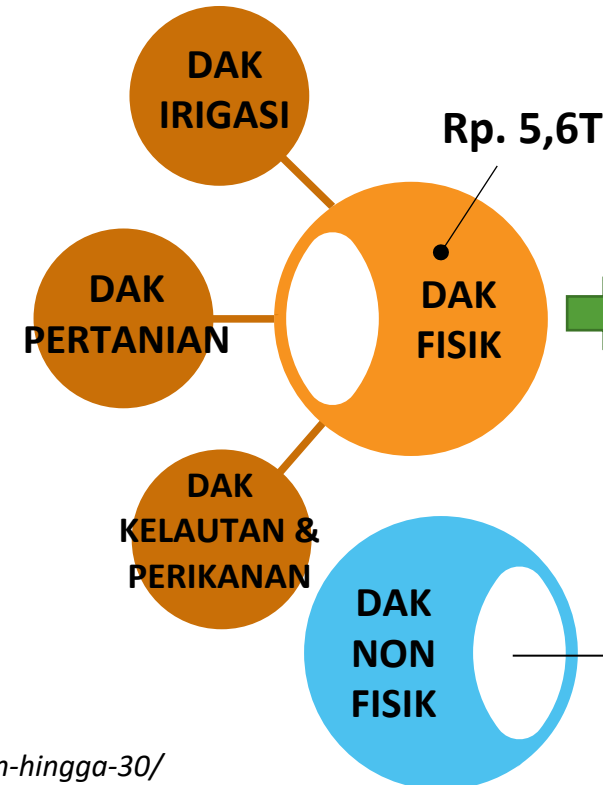 DAK
IRIGASI
Rp. 5,6T
DAK
PERTANIAN
DAK
FISIK
DAK
KELAUTAN &
PERIKANAN
DAK
NON
FISIK
n-hingga-30/